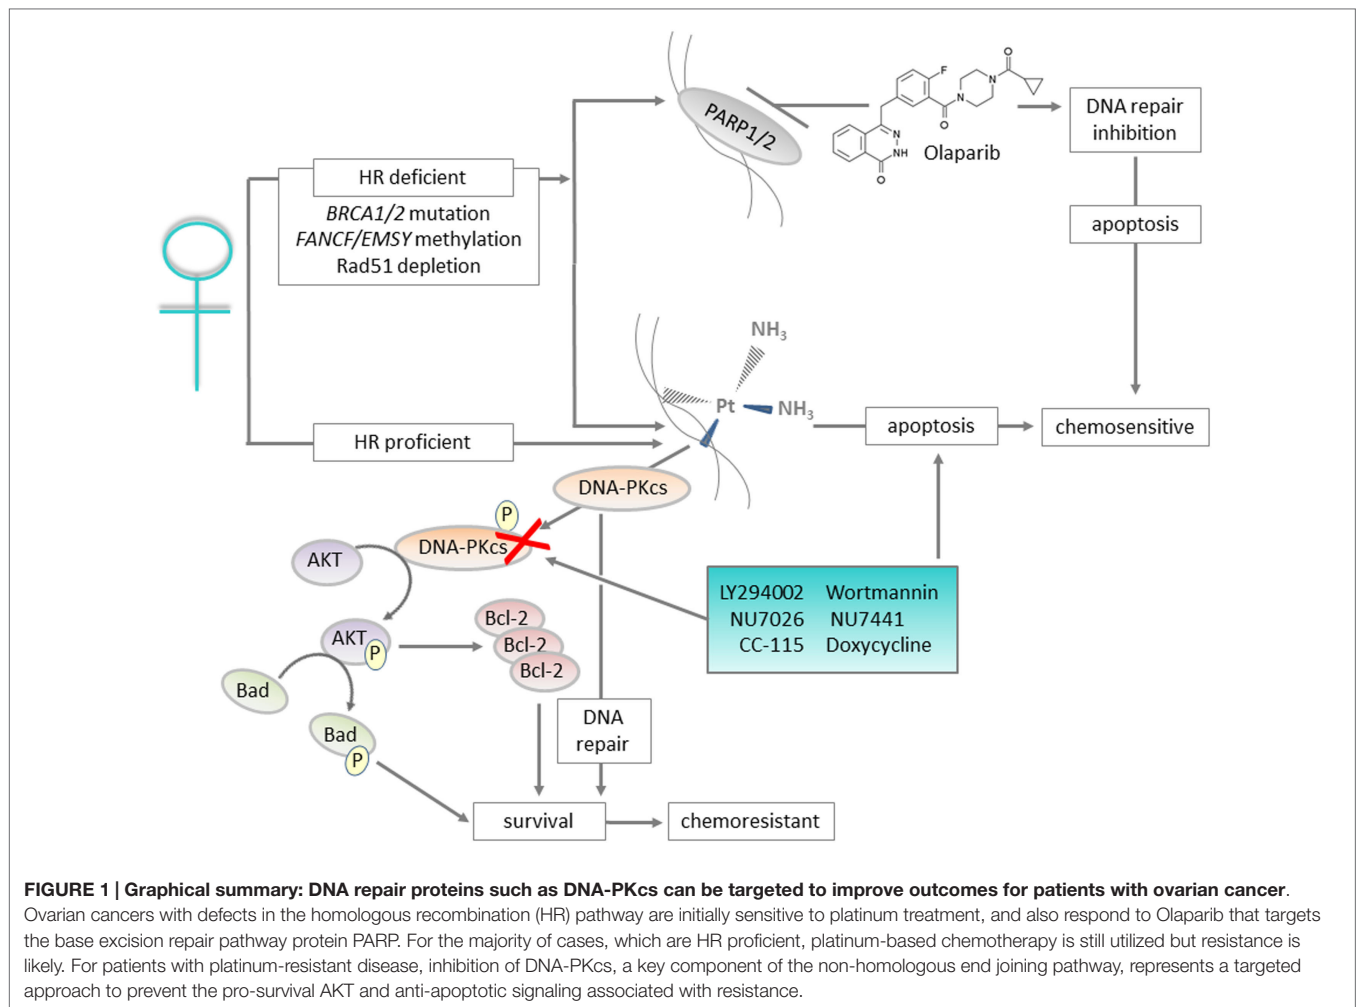 PARP1/2
F
N
N
O
O
N
NH
O
Olaparib
DNA repair
inhibition
apoptosis
HR deficient
BRCA1/2 mutation
FANCF/EMSY methylation
Rad51 depletion
NH3
Pt
NH3
apoptosis
chemosensitive
HR proficient
DNA-PKcs
P
DNA-PKcs
AKT
LY294002 Wortmannin
NU7026 NU7441
CC-115 Doxycycline
AKT
P
Bcl-2
Bcl-2
Bcl-2
Bad
Bad
P
DNA
repair
survival
chemoresistant
FIGURE 1 | Graphical summary: DNA repair proteins such as DNA-PKcs can be targeted to improve outcomes for patients with ovarian cancer.
Ovarian cancers with defects in the homologous recombination (HR) pathway are initially sensitive to platinum treatment, and also respond to Olaparib that targets
the base excision repair pathway protein PARP. For the majority of cases, which are HR proficient, platinum-based chemotherapy is still utilized but resistance is
likely. For patients with platinum-resistant disease, inhibition of DNA-PKcs, a key component of the non-homologous end joining pathway, represents a targeted
approach to prevent the pro-survival AKT and anti-apoptotic signaling associated with resistance.